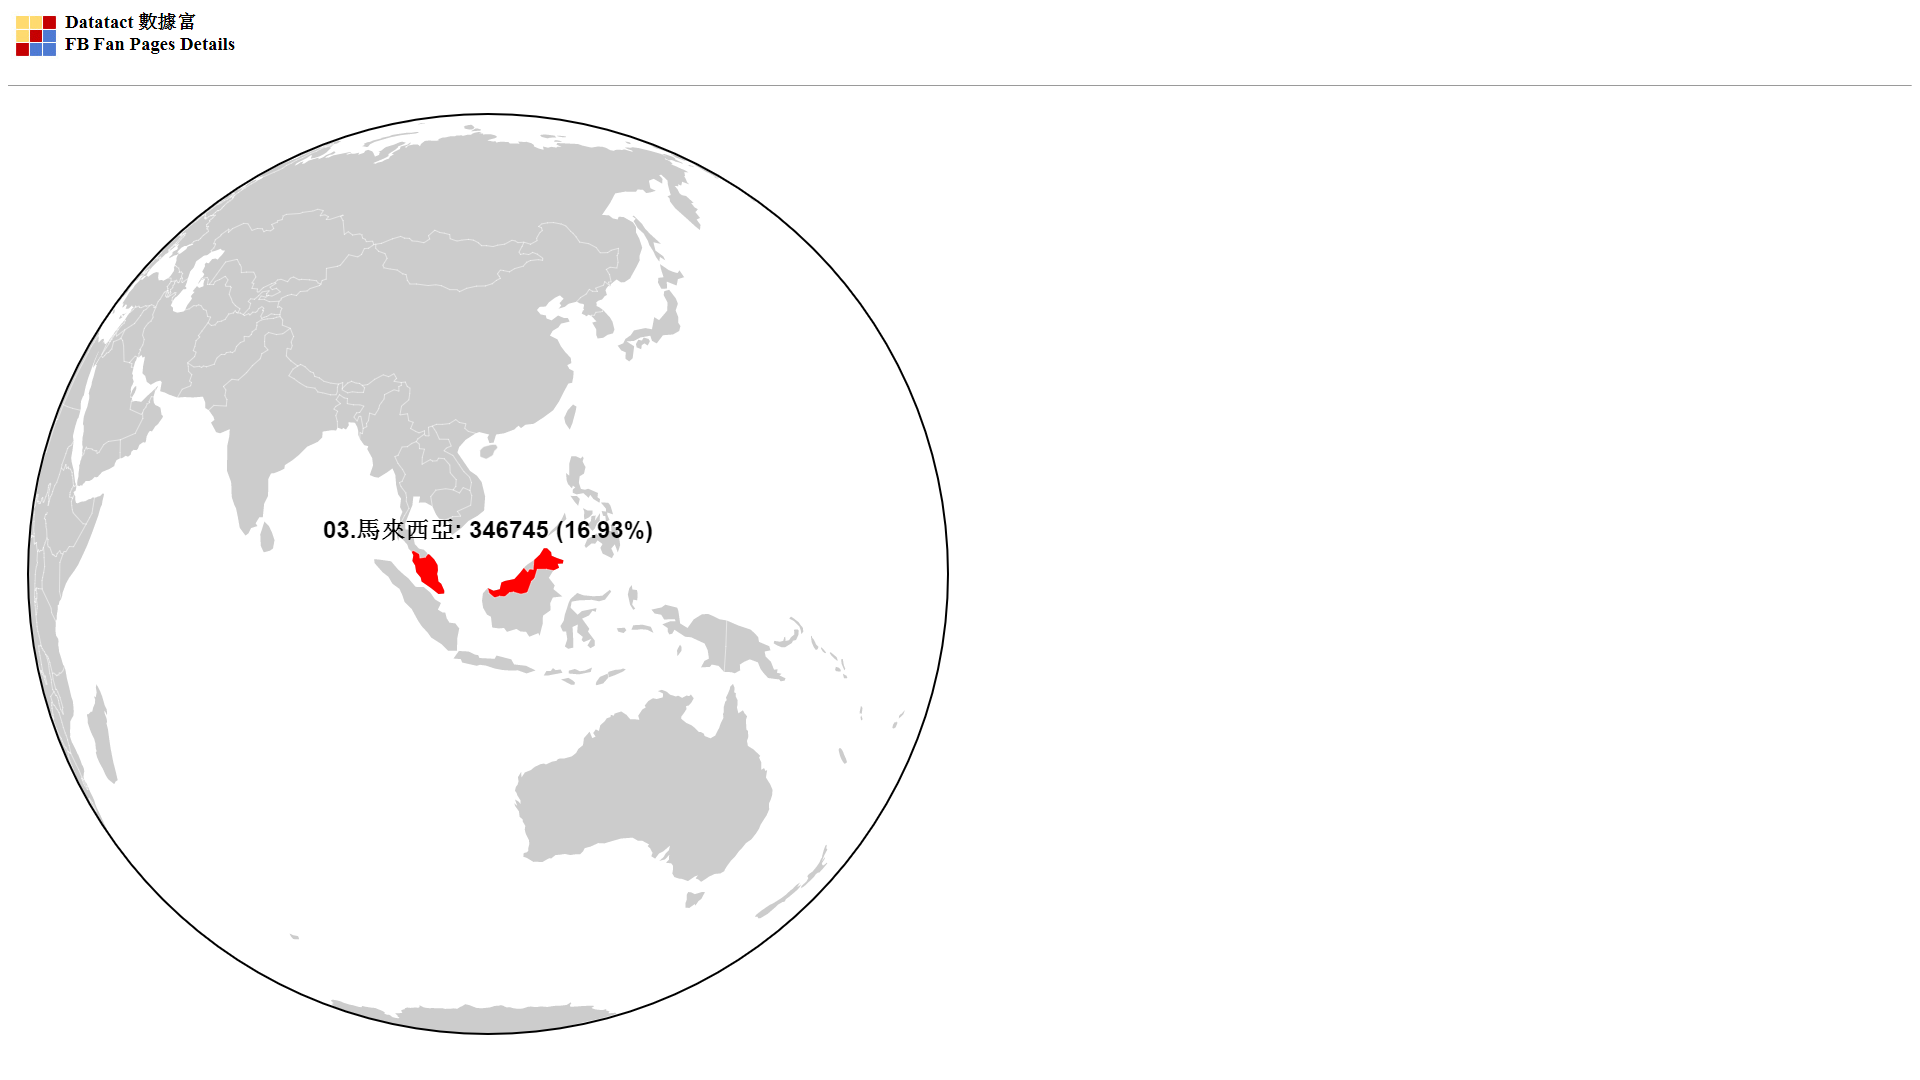 Datatact 數據富
FB Fan Pages Details
03.馬來西亞: 346745 (16.93%)